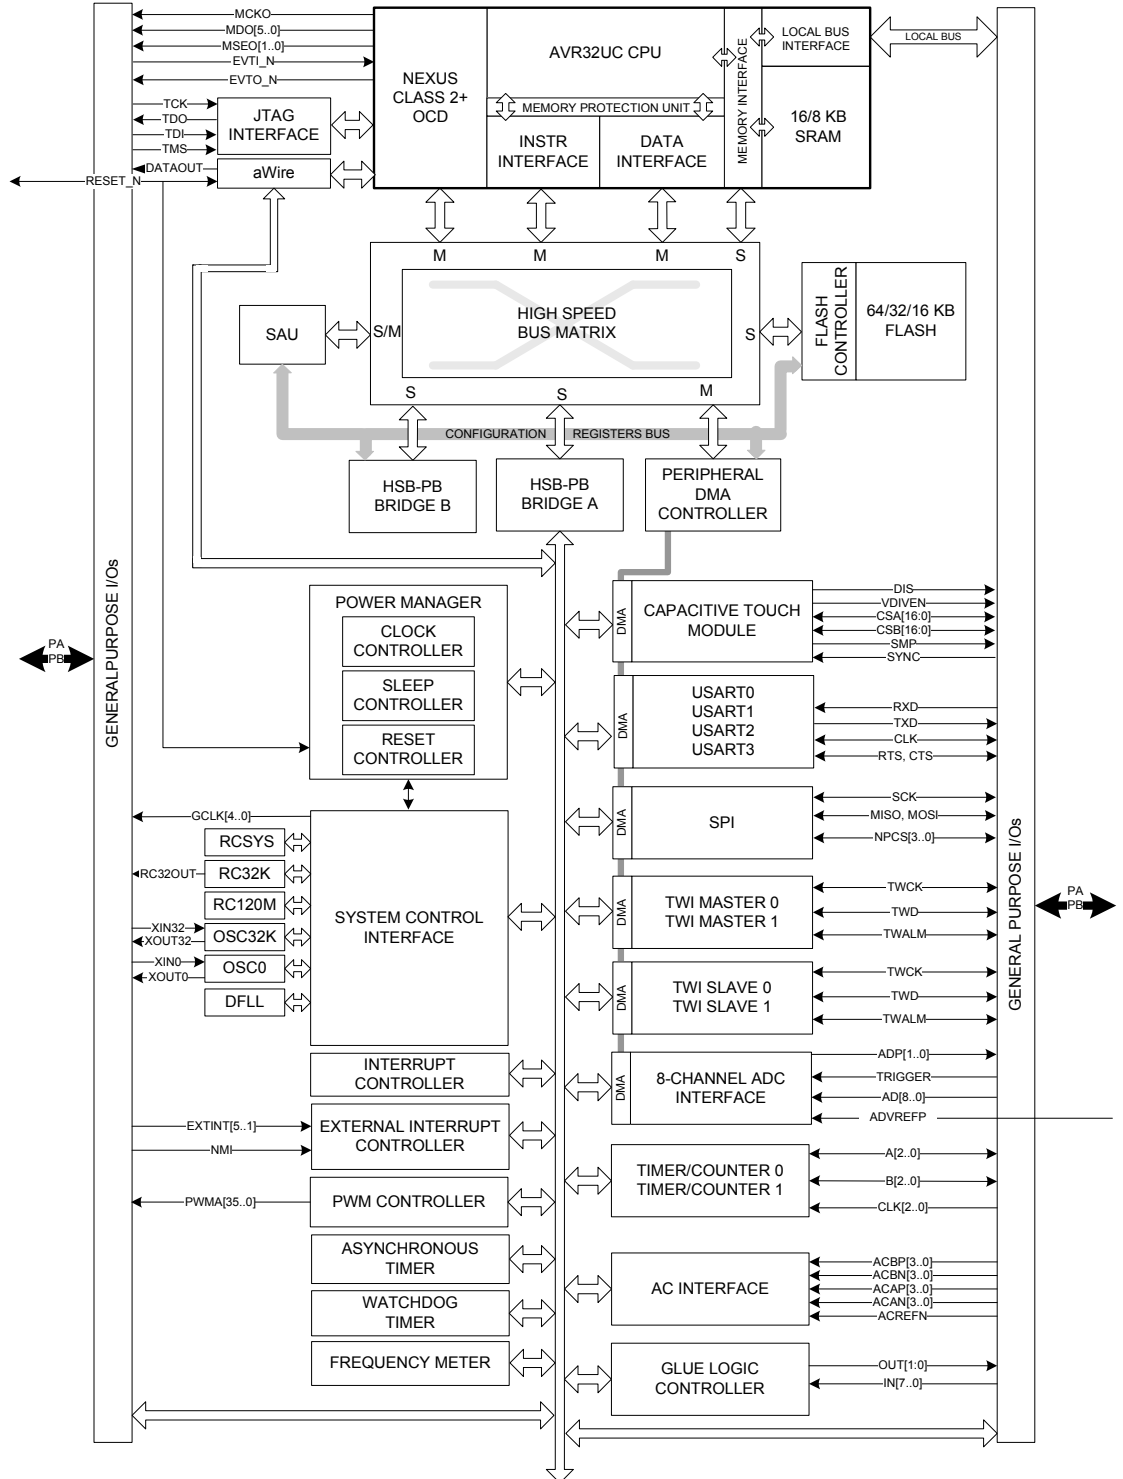 MCKO
MDO[5..0]
MSEO[1..0]
EVTI_N
EVTO_N
TCK
TDO
TDI
TMS
JTAG
INTERFACE
DATAOUT
aWire
RESET_N
NEXUS
CLASS 2+
OCD
AVR32UC CPU
MEMORY PROTECTION UNIT
INSTR
INTERFACE
DATA
INTERFACE
MEMORY INTERFACE
LOCAL BUS
INTERFACE
16/8 KB
SRAM
LOCAL BUS
M
M
M
S
SAU
S/M
HIGH SPEED
BUS MATRIX
S
FLASH
CONTROLLER
64/32/16 KB
FLASH
S
S
M
CONFIGURATION
REGISTERS BUS
HSB-PB
BRIDGE B
HSB-PB
BRIDGE A
PERIPHERAL
DMA
CONTROLLER
GENERALPURPOSE I/Os
PA
PB
POWER MANAGER
CLOCK
CONTROLLER
SLEEP
CONTROLLER
RESET
CONTROLLER
GCLK[4..0]
RCSYS
RC32OUT
RC32K
RC120M
XIN32
XOUT32
OSC32K
XIN0
XOUT0
OSC0
DFLL
SYSTEM CONTROL
INTERFACE
INTERRUPT
CONTROLLER
EXTINT[5..1]
NMI
EXTERNAL INTERRUPT
CONTROLLER
PWMA[35..0]
PWM CONTROLLER
ASYNCHRONOUS
TIMER
WATCHDOG
TIMER
FREQUENCY METER
DMA
CAPACITIVE TOUCH
MODULE
DIS
VDIVEN
CSA[16:0]
CSB[16:0]
SMP
SYNC
DMA
USART0
USART1
USART2
USART3
RXD
TXD
CLK
RTS, CTS
DMA
SPI
SCK
MISO, MOSI
NPCS[3..0]
DMA
TWI MASTER 0
TWI MASTER 1
TWCK
TWD
TWALM
DMA
TWI SLAVE 0
TWI SLAVE 1
TWCK
TWD
TWALM
DMA
8-CHANNEL ADC
INTERFACE
ADP[1..0]
TRIGGER
AD[8..0]
ADVREFP
TIMER/COUNTER 0
TIMER/COUNTER 1
A[2..0]
B[2..0]
CLK[2..0]
AC INTERFACE
ACBP[3..0]
ACBN[3..0]
ACAP[3..0]
ACAN[3..0]
ACREFN
GLUE LOGIC
CONTROLLER
OUT[1:0]
IN[7..0]
GENERAL PURPOSE I/Os
PA
PB